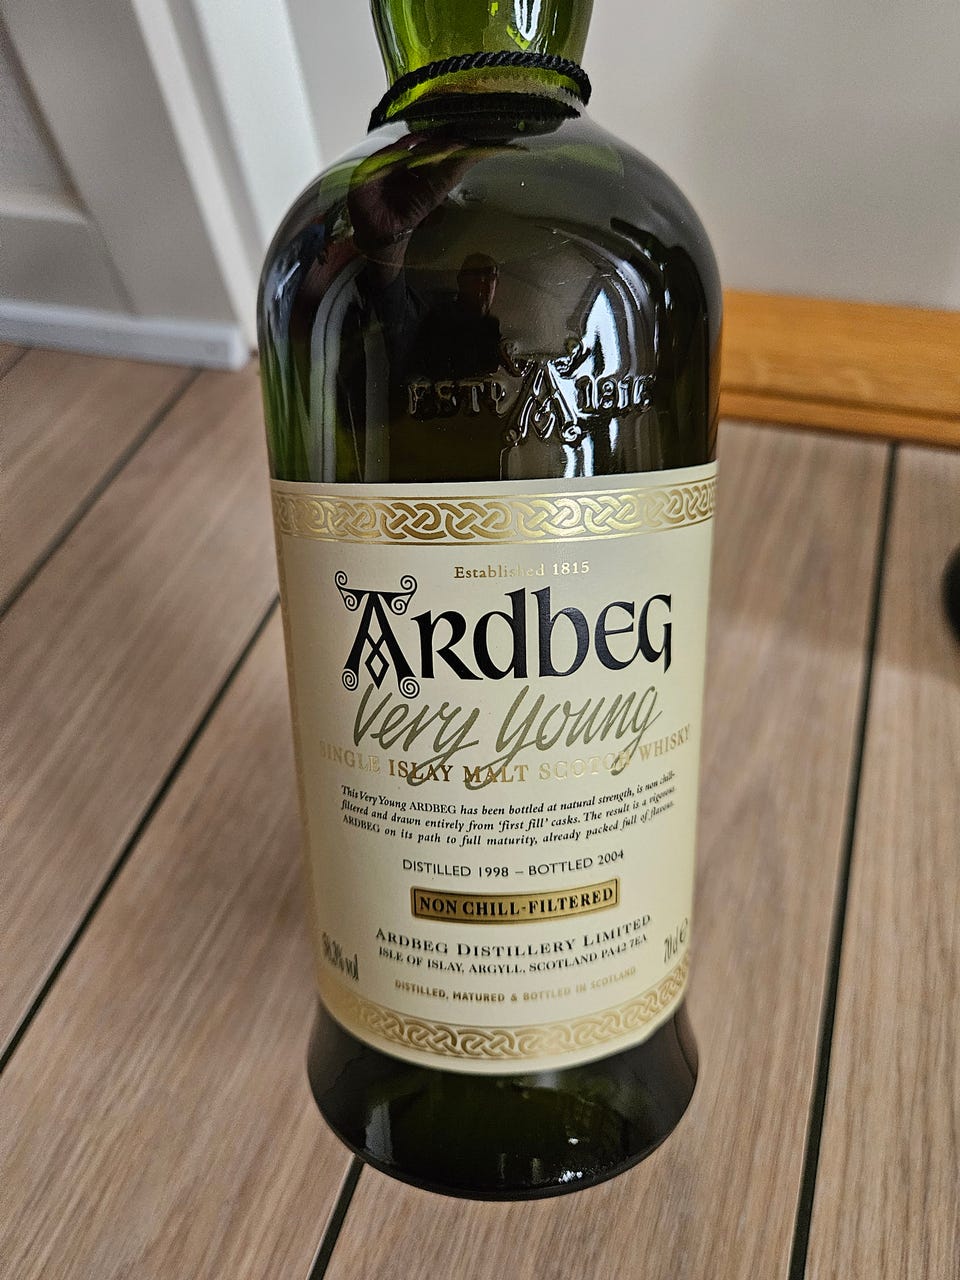 ESTD A 1815
Established 1815
ARDBEG
Very Young
SINGLE ISLAY MALT SCOTCH WHISKY
This Very Young ARDBEG has been bottled at natural strength, is non chill-
filtered and drawn entirely from 'first fill' casks. The result is a vigorous
ARDBEG on its path to full maturity, already packed full of flavour.
DISTILLED 1998 – BOTTLED 2004
NON CHILL-FILTERED
ARDBEG DISTILLERY LIMITED
ISLE OF ISLAY, ARGYLL, SCOTLAND PA42 7EA
vol
70cl e
DISTILLED, MATURED & BOTTLED IN SCOTLAND